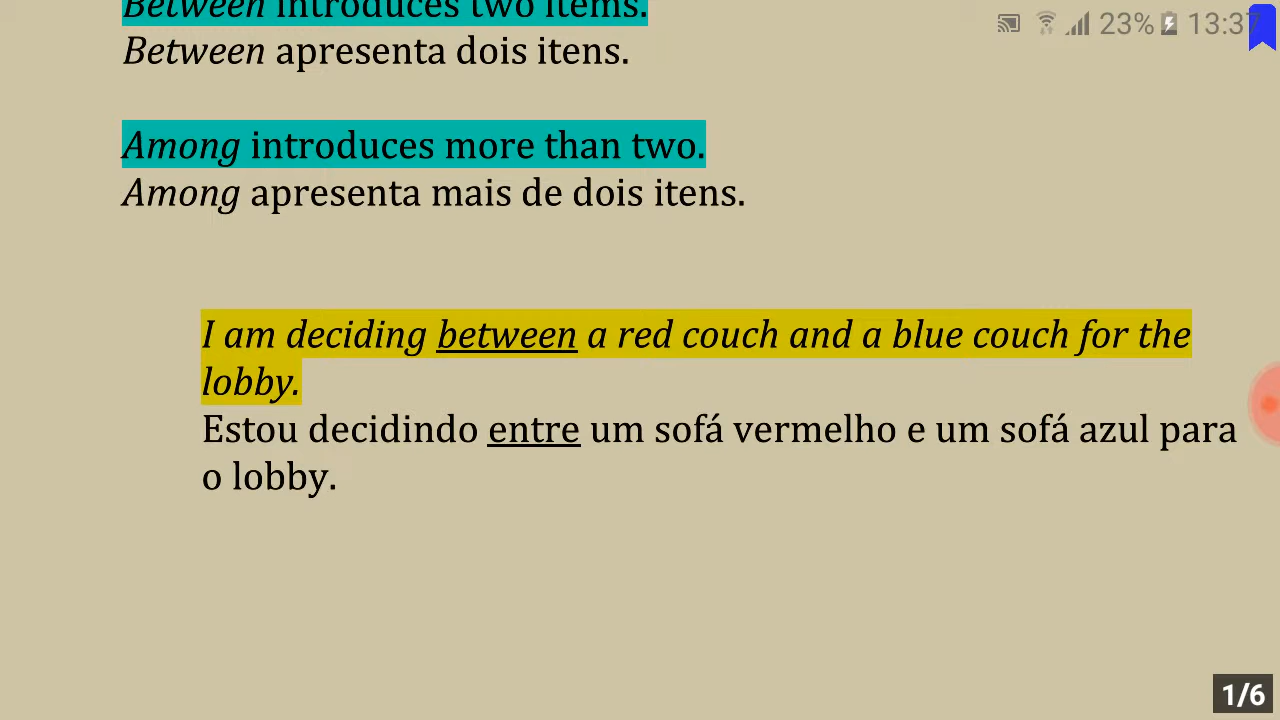 Between introduces two items.
23% 13:37
Between apresenta dois itens.
Among introduces more than two.
Among apresenta mais de dois itens.
I am deciding between a red couch and a blue couch for the
lobby.
Estou decidindo entre um sofá vermelho e um sofá azul para
o lobby.
1/6